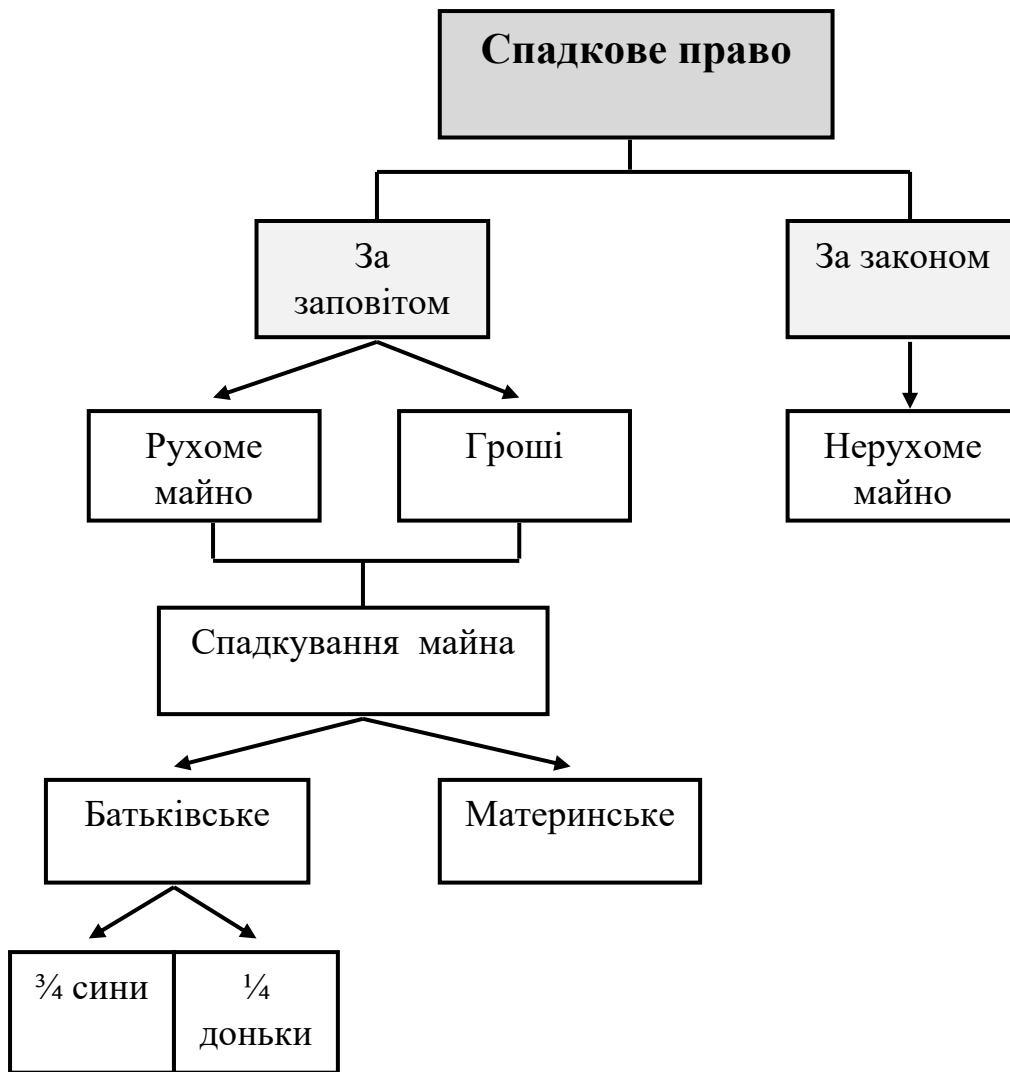 Спадкове право
За
заповітом
За законом
Рухоме
майно
Гроші
Нерухоме
майно
Спадкування майна
Батьківське
Материнське
¾ сини
¼
доньки